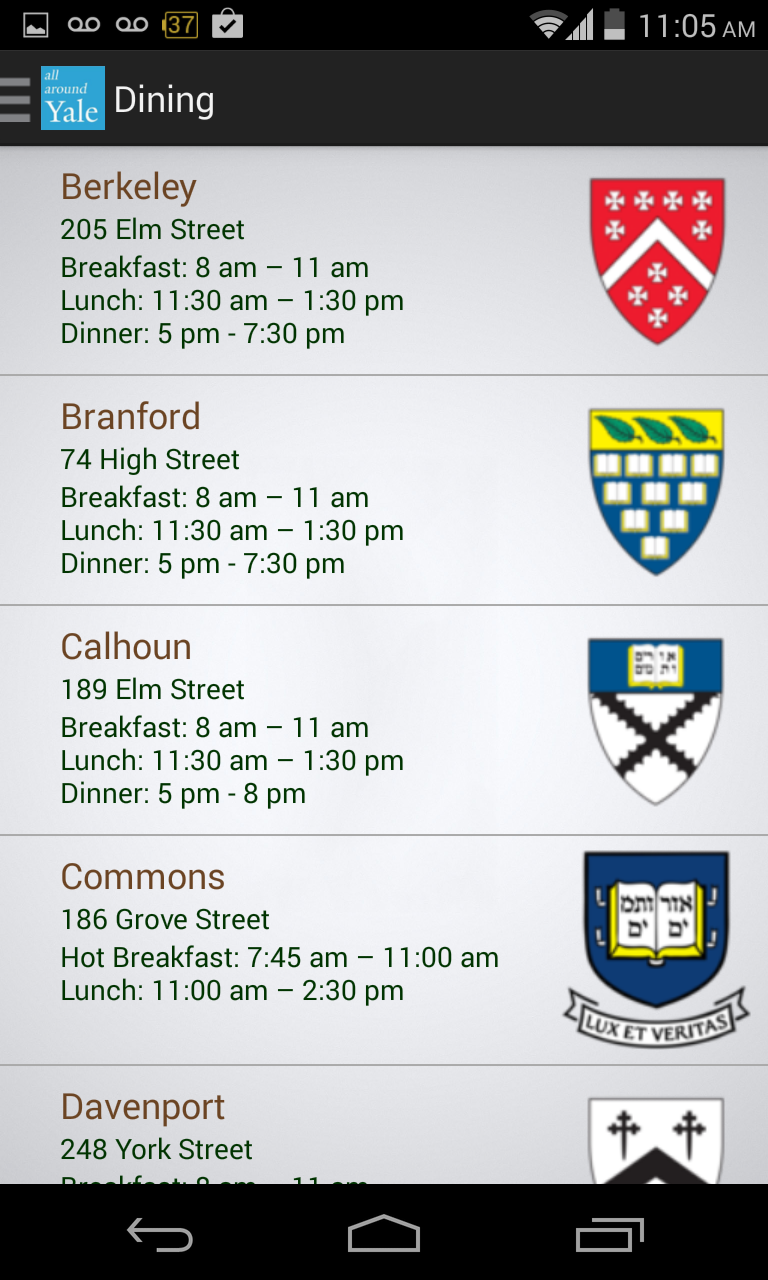 37
11:05 AM
all
around
Yale
Dining
Berkeley
205 Elm Street
Breakfast: 8 am – 11 am
Lunch: 11:30 am – 1:30 pm
Dinner: 5 pm - 7:30 pm
Branford
74 High Street
Breakfast: 8 am – 11 am
Lunch: 11:30 am – 1:30 pm
Dinner: 5 pm - 7:30 pm
Calhoun
189 Elm Street
Breakfast: 8 am – 11 am
Lunch: 11:30 am – 1:30 pm
Dinner: 5 pm - 8 pm
Commons
186 Grove Street
Hot Breakfast: 7:45 am – 11:00 am
Lunch: 11:00 am – 2:30 pm
LUX ET VERITAS
Davenport
248 York Street
Breakfast: 8 am – 11 am